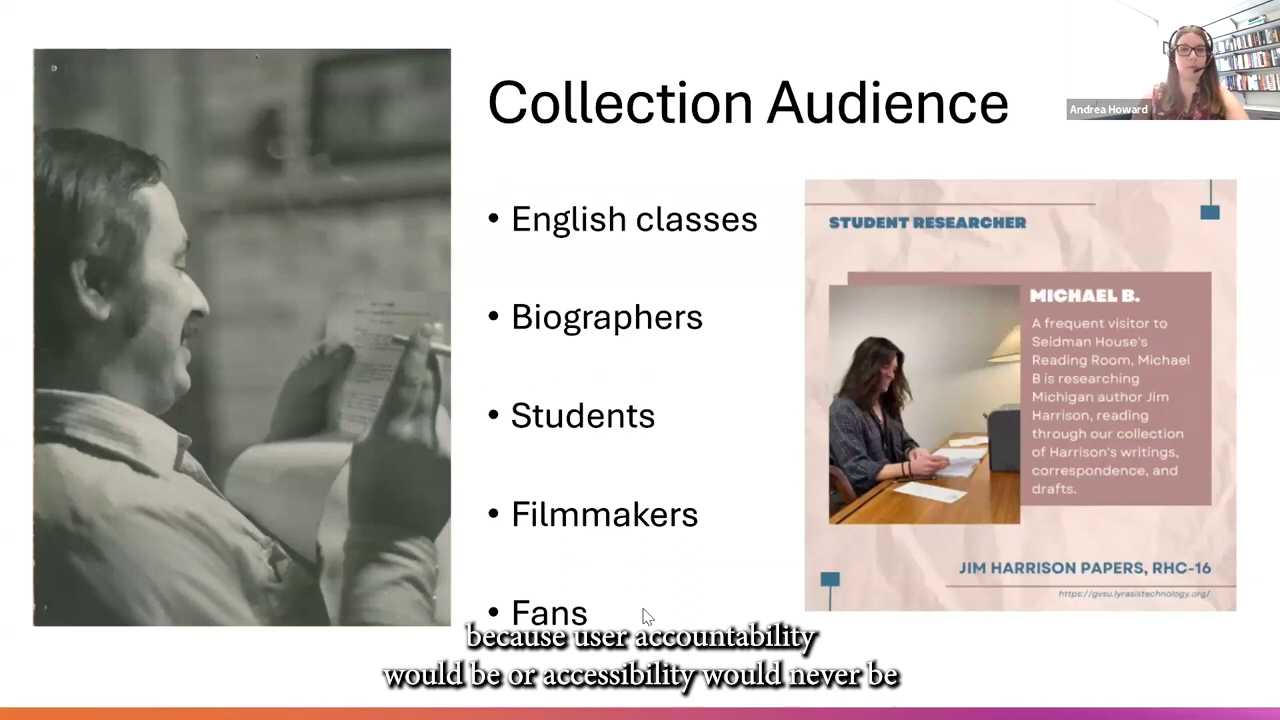 Collection Audience
Andrea Howard
• English classes
• Biographers
• Students
• Filmmakers
• Fans
STUDENT RESEARCHER
MICHAEL B.
A frequent visitor to
Seidman House's
Reading Room, Michael
B is researching
Michigan author Jim
Harrison, reading
through our collection
of Harrison's writings,
correspondence, and
drafts.
JIM HARRISON PAPERS, RHC-16
https://gvsu.lyrasistechnology.org/
because user accountability
would be or accessibility would never be